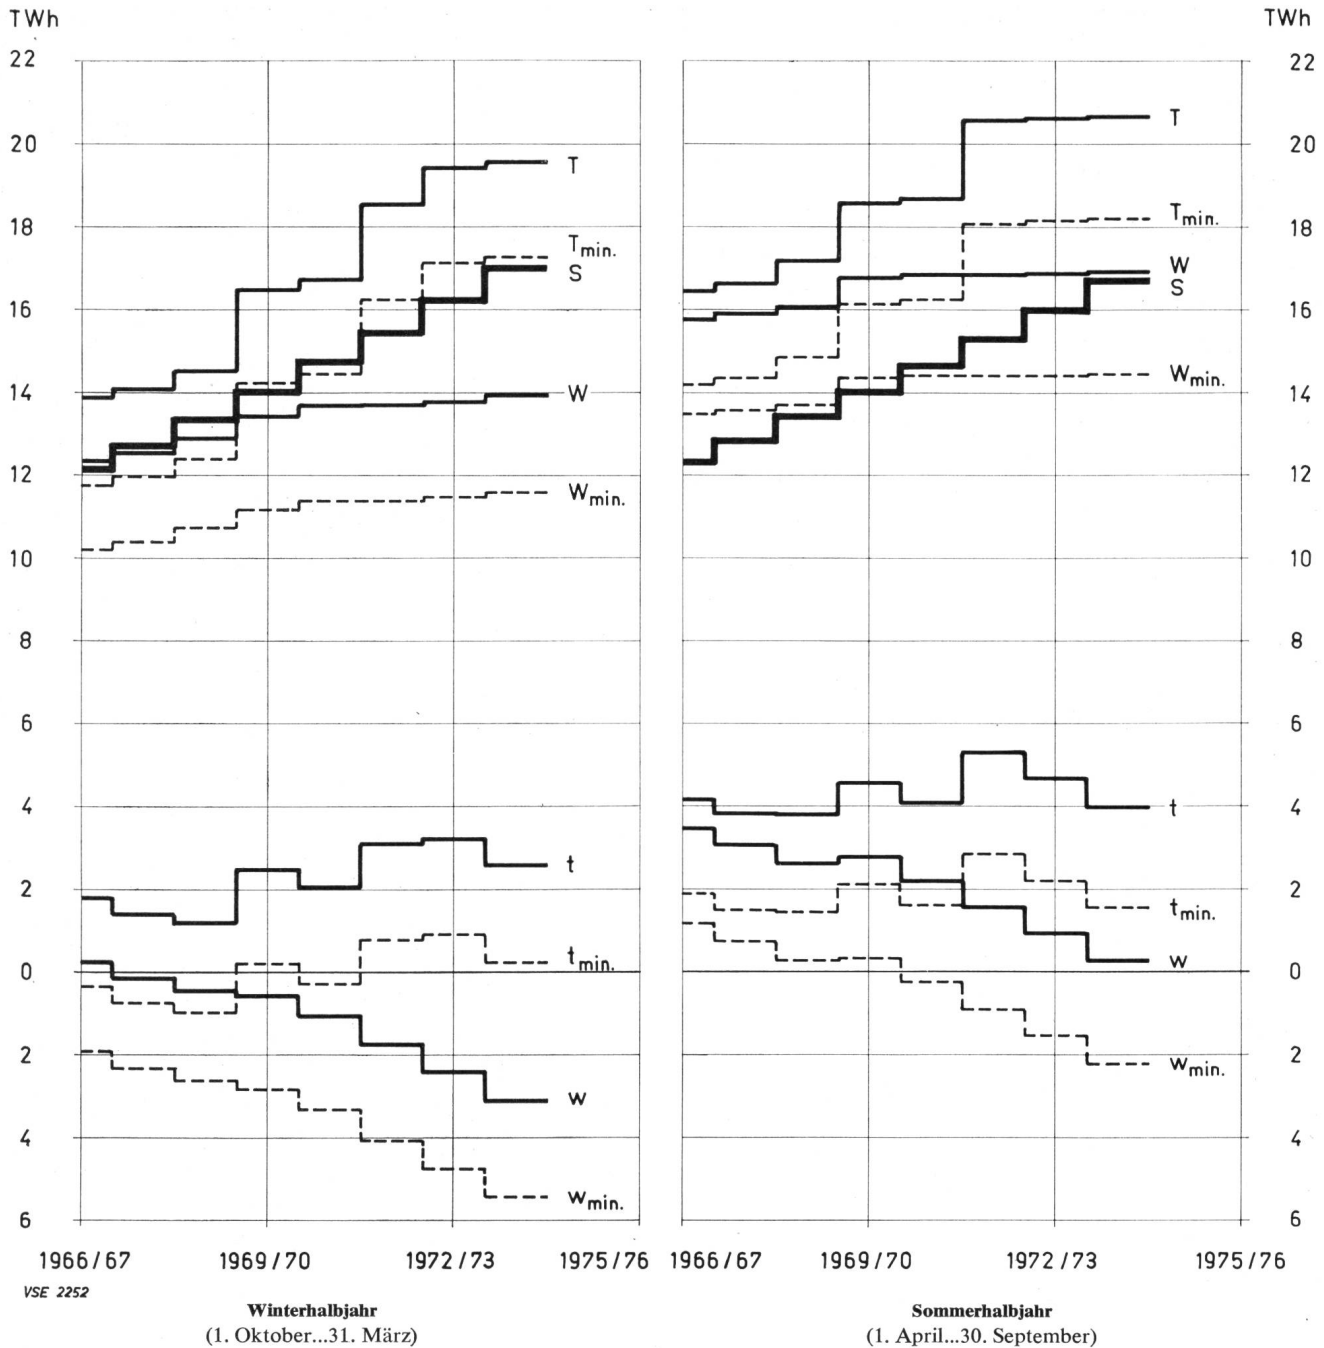 TWh
TWh
22
20
18
16
14
12
10
8
6
4
2
0
2
4
6
T
Tmin.
S
W
Wmin.
t
tmin.
w
wmin.
T
Tmin.
W
S
Wmin.
t
tmin.
w
wmin.
22
20
18
16
14
12
10
8
6
4
2
0
2
4
6
1966/67 1969/70 1972/73 1975/76 1966/67 1969/70 1972/73 1975/76
VSE 2252
Winterhalbjahr
(1. Oktober...31. März)
Sommerhalbjahr
(1. April...30. September)